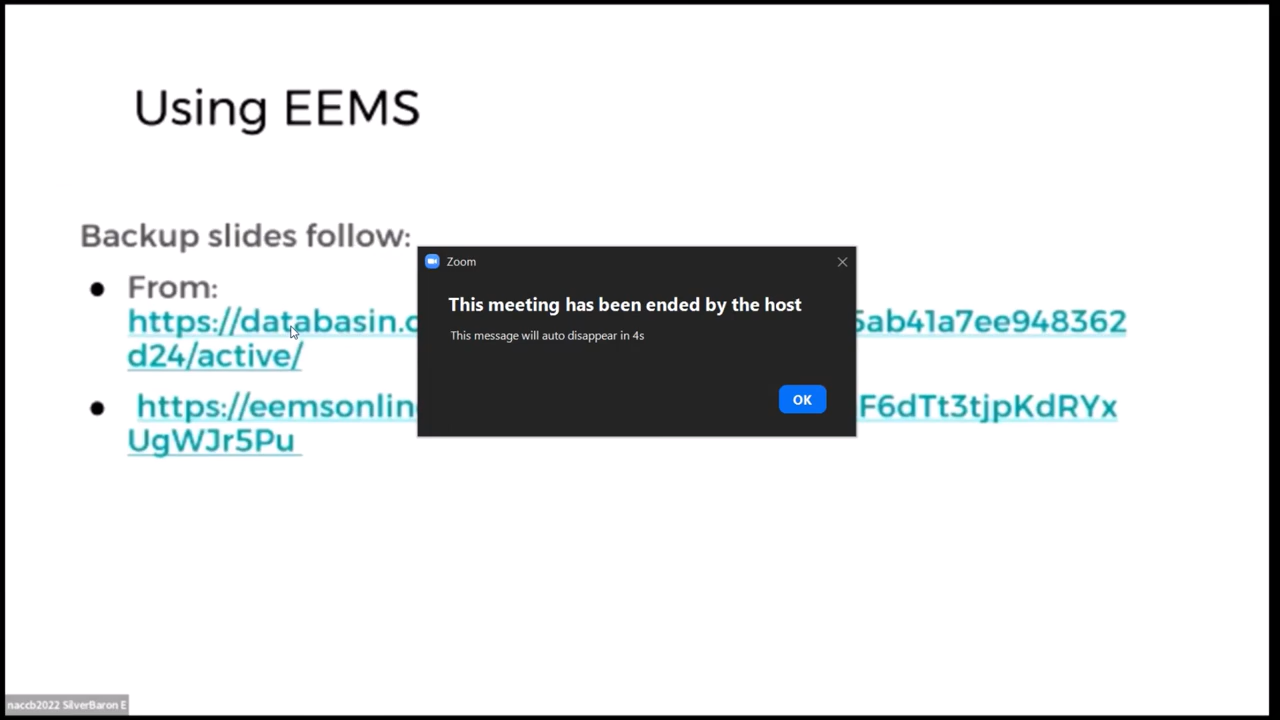 Using EEMS
Backup slides follow:
Zoom
This meeting has been ended by the host
This message will auto disappear in 4s
OK
From:
https://databasin. 5ab41a7ee948362
d24/active/
https://eemsonlin F6dTt3tjpKdRYx
UgWJr5Pu
naccb2022 SilverBaron E